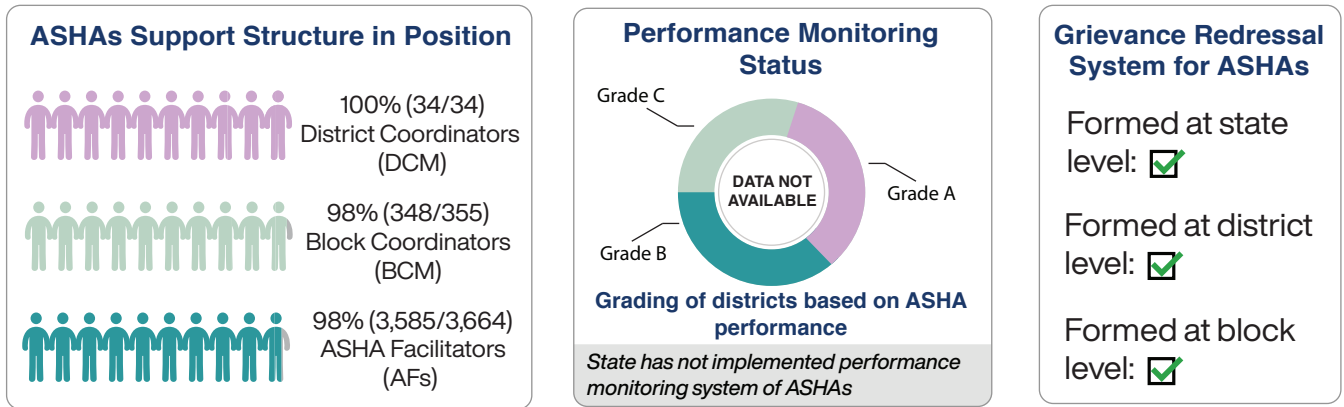 ASHAs Support Structure in Position
100% (34/34)
District Coordinators
(DCM)
98% (348/355)
Block Coordinators
(BCM)
98% (3,585/3,664)
ASHA Facilitators
(AFs)
Performance Monitoring
Status
Grade C
DATA NOT
AVAILABLE
Grade A
Grade B
Grading of districts based on ASHA
performance
State has not implemented performance
monitoring system of ASHAs
Grievance Redressal
System for ASHAs
Formed at state
level:
Formed at district
level:
Formed at block
level: